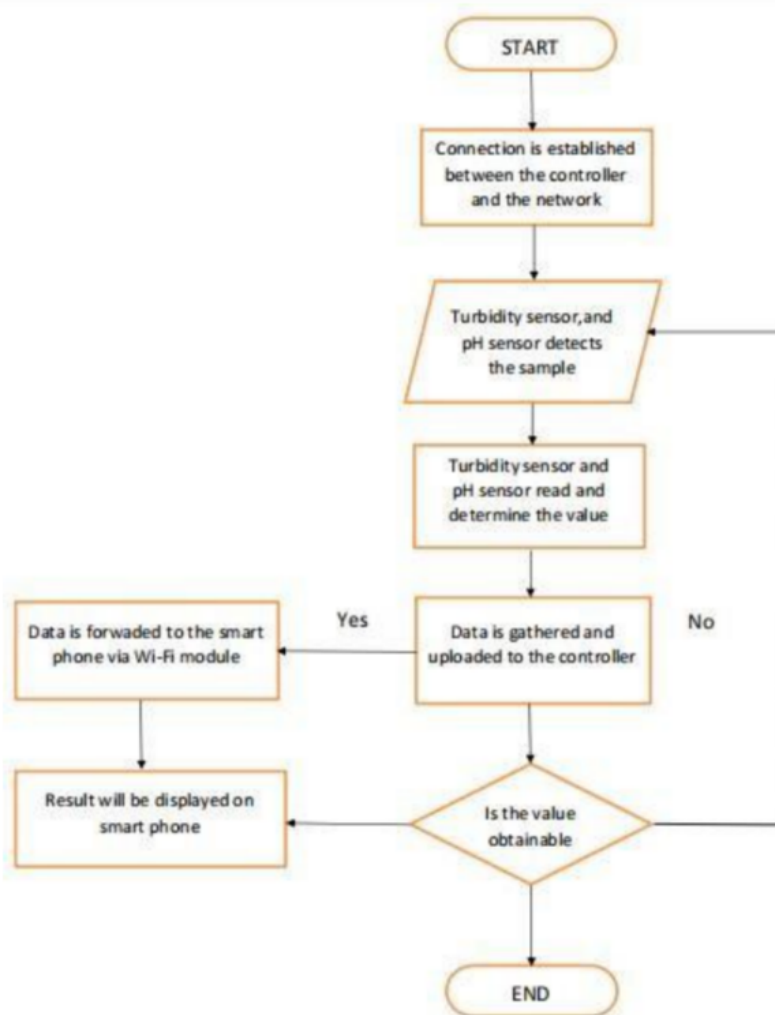 START
Connection is established
between the controller
and the network
Turbidity sensor,and
pH sensor detects
the sample
Turbidity sensor and
pH sensor read and
determine the value
Data is forwaded to the smart
phone via Wi-Fi module
Yes
Data is gathered and
uploaded to the controller
No
Result will be displayed on
smart phone
Is the value
obtainable
END